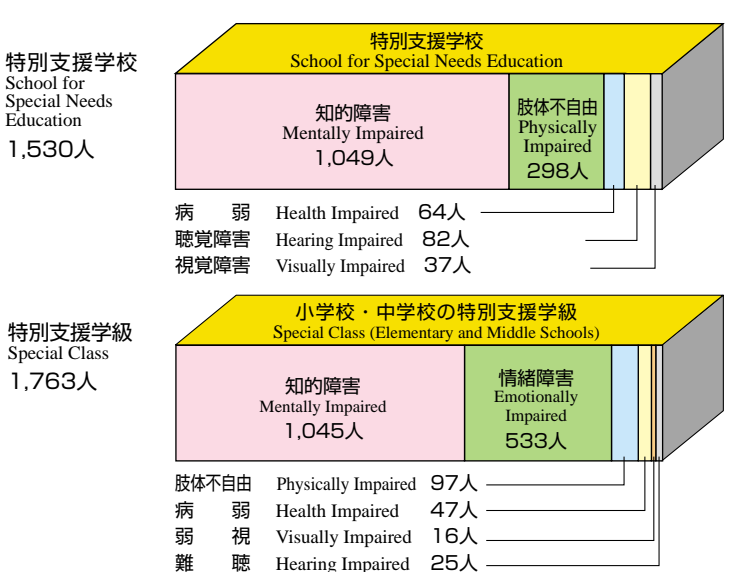 特別支援学校
School for
Special Needs
Education
1,530人
特別支援学校
School for Special Needs Education
知的障害
Mentally Impaired
1,049人
肢体不自由
Physically
Impaired
298人
病 弱 Health Impaired 64人
聴覚障害 Hearing Impaired 82人
視覚障害 Visually Impaired 37人
特別支援学級
Special Class
1,763人
小学校・中学校の特別支援学級
Special Class (Elementary and Middle Schools)
知的障害
Mentally Impaired
1,045人
情緒障害
Emotionally
Impaired
533人
肢体不自由 Physically Impaired 97人
病 弱 Health Impaired 47人
弱 視 Visually Impaired 16人
難 聴 Hearing Impaired 25人